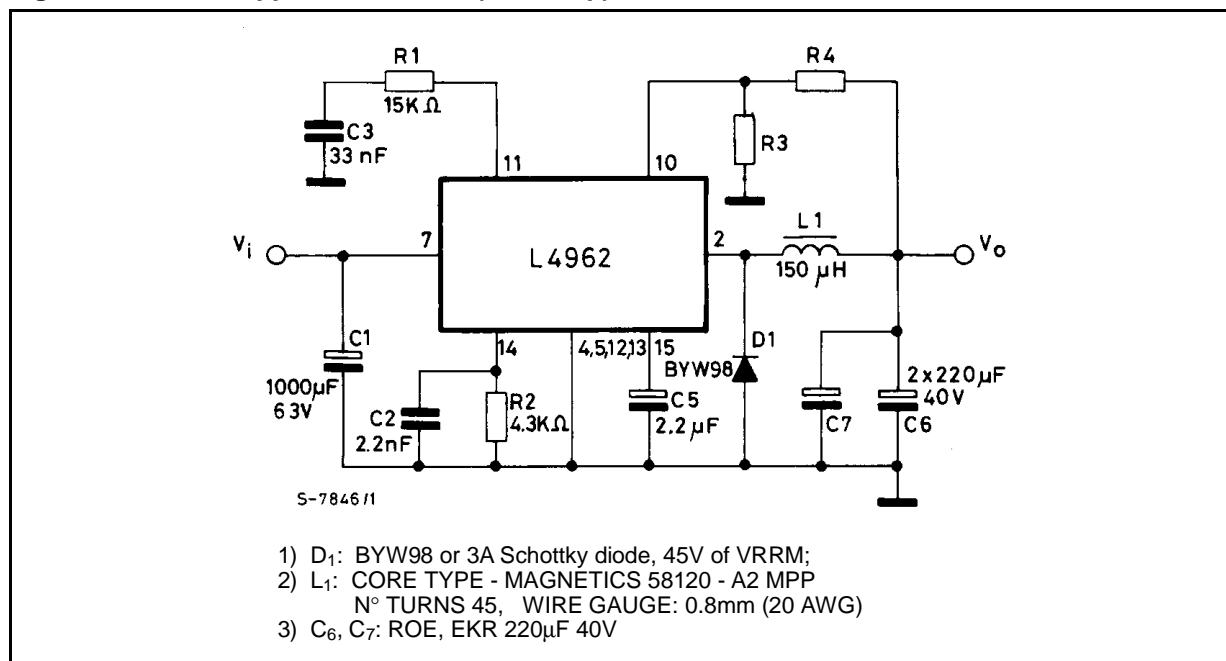 R1
15KΩ
C3
33 nF
11
10
R4
R3
Vi
7
L4962
2
L1
150 µH
Vo
C1
1000µF
63V
14
4,5,12,13
15
C2
2.2nF
R2
4.3KΩ
C5
2.2 µF
D1
BYW98
C7
2x220µF
40V
C6
S-7846/1
1) D1: BYW98 or 3A Schottky diode, 45V of VRRM;
2) L1: CORE TYPE - MAGNETICS 58120 - A2 MPP
N° TURNS 45, WIRE GAUGE: 0.8mm (20 AWG)
3) C6, C7: ROE, EKR 220µF 40V